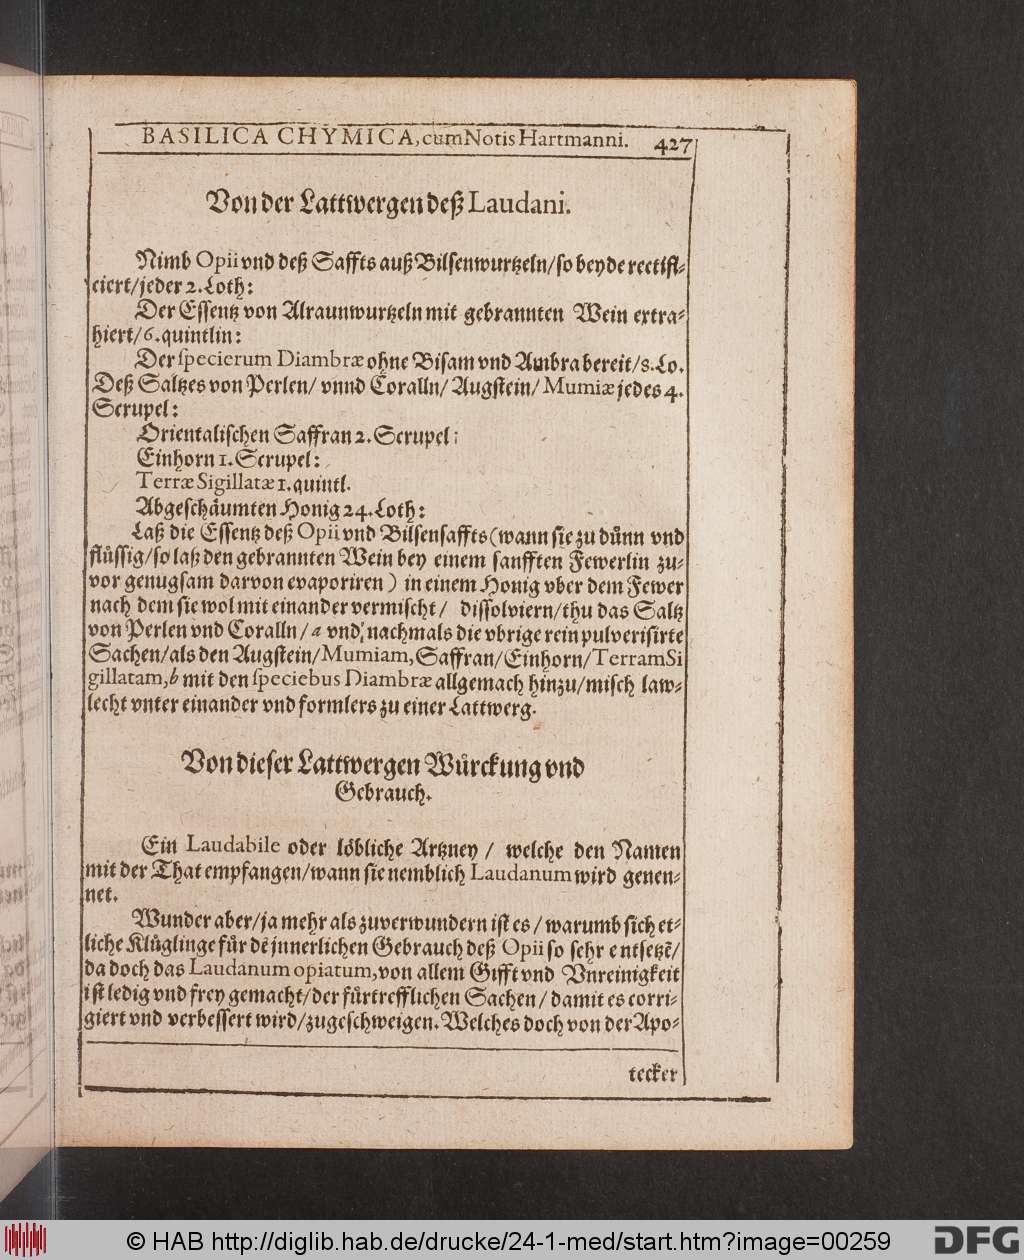 BASILICA CHYMICA, cum Notis Hartmanni. 427
Von der Lattwergen deß Laudani.
Nimb Opii vnd deß Saffts auß Bilsenwurtzeln/so beyde rectifi-
ciert/jeder 2. Loth:
Der Essentz von Alraunwurtzeln mit gebrannten Wein extra-
hiert/6. quintlin:
Der specierum Diambræ ohne Bisam vnd Ambra bereit/8. Lo.
Deß Saltzes von Perlen/ vnnd Coralln/ Augstein/ Mumiæ jedes 4.
Scrupel:
Orientalischen Saffran 2. Scrupel:
Einhorn 1. Scrupel:
Terræ Sigillatæ 1. quintl.
Abgeschåumten Honig 24. Loth:
Laß die Essentz deß Opii vnd Bilsensaffts (wann sie zu důnn vnd
flůssig/so laß den gebrannten Wein bey einem sanfften Fewerlin zu-
vor genugsam darvon evaporiren) in einem Honig vber dem Fewer
nach dem sie wol mit einander vermischt/ dissolviern/thu das Saltz
von Perlen vnd Coralln/ a vnd nachmals die vbrige rein pulverisirte
Sachen/als den Augstein/Mumiam, Saffran/Einhorn/Terram Si
gillatam, b mit den speciebus Diambræ allgemach hinzu/misch law-
lecht vnter einander vnd formlers zu einer Lattwerg.
Von dieser Lattwergen Wůrckung vnd
Gebrauch.
Ein Laudabile oder lôbliche Artzney / welche den Namen
mit der That empfangen/wann sie nemblich Laudanum wird genen-
net.
Wunder aber/ja mehr als zuverwundern ist es/ warumb sich et-
liche Klůglinge fůr dē jnnerlichen Gebrauch deß Opii so sehr entsetzē/
da doch das Laudanum opiatum, von allem Gifft vnd Vnreinigkeit
ist ledig vnd frey gemacht/der fůrtrefflichen Sachen/ damit es corri-
giert vnd verbessert wird/zugeschweigen. Welches doch von der Apo-
tecker
© HAB http://diglib.hab.de/drucke/24-1-med/start.htm?image=00259
DFG